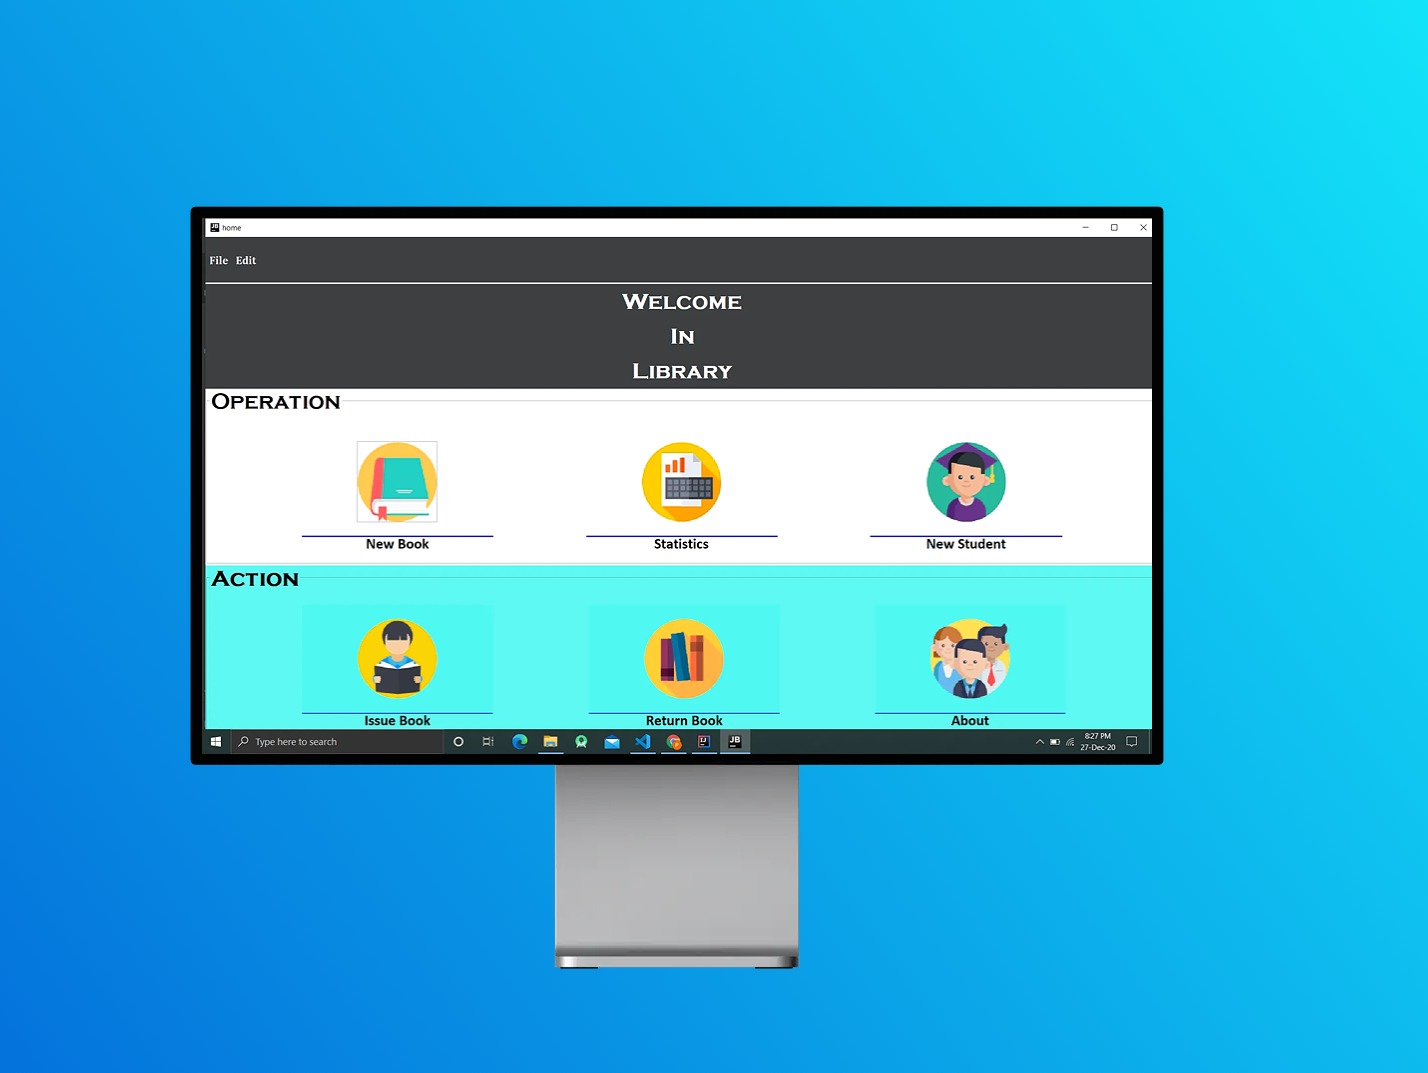 home
File Edit
WELCOME
IN
LIBRARY
OPERATION
New Book Statistics New Student
ACTION
Issue Book Return Book About
Type here to search
JB
8:27 PM
27-Dec-20